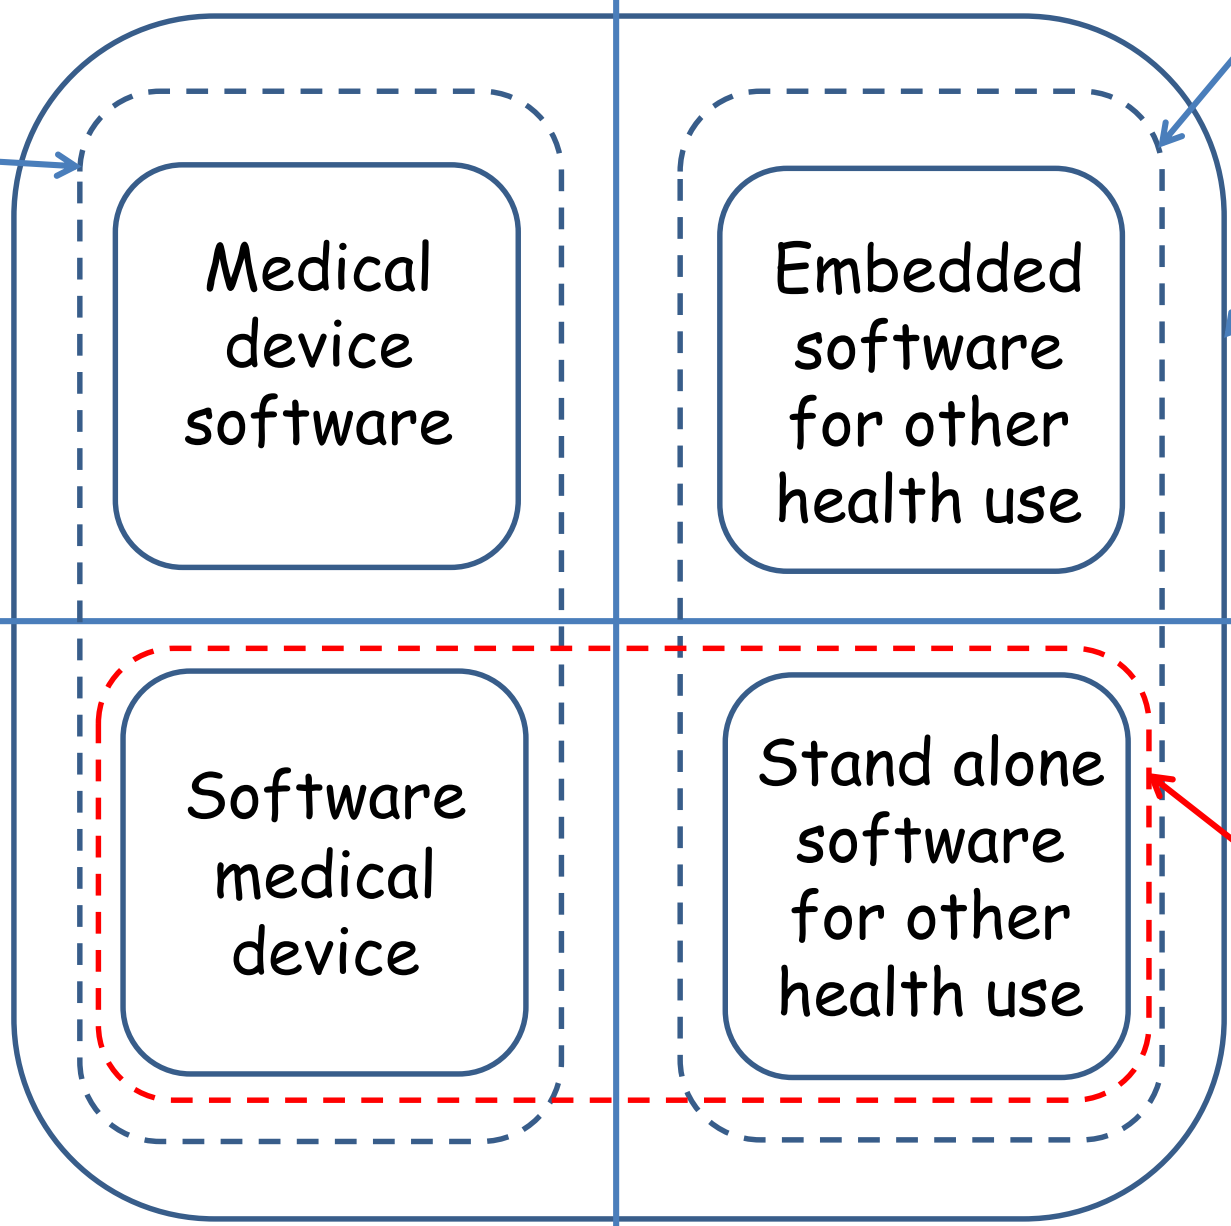 Medical
device
software
Embedded
software
for other
health use
Software
medical
device
Stand alone
software
for other
health use